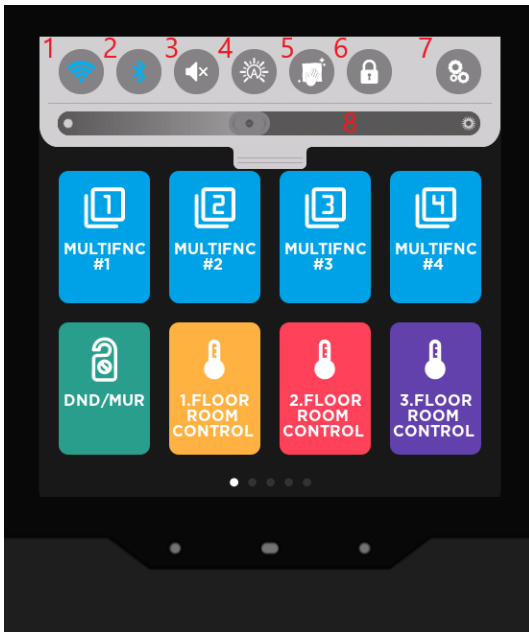 1 2 3 4 5 6 7
A
8
1 2 3 4
MULTIFNC MULTIFNC MULTIFNC MULTIFNC
#1 #2 #3 #4
DND/MUR 1.FLOOR 2.FLOOR 3.FLOOR
ROOM ROOM ROOM
CONTROL CONTROL CONTROL